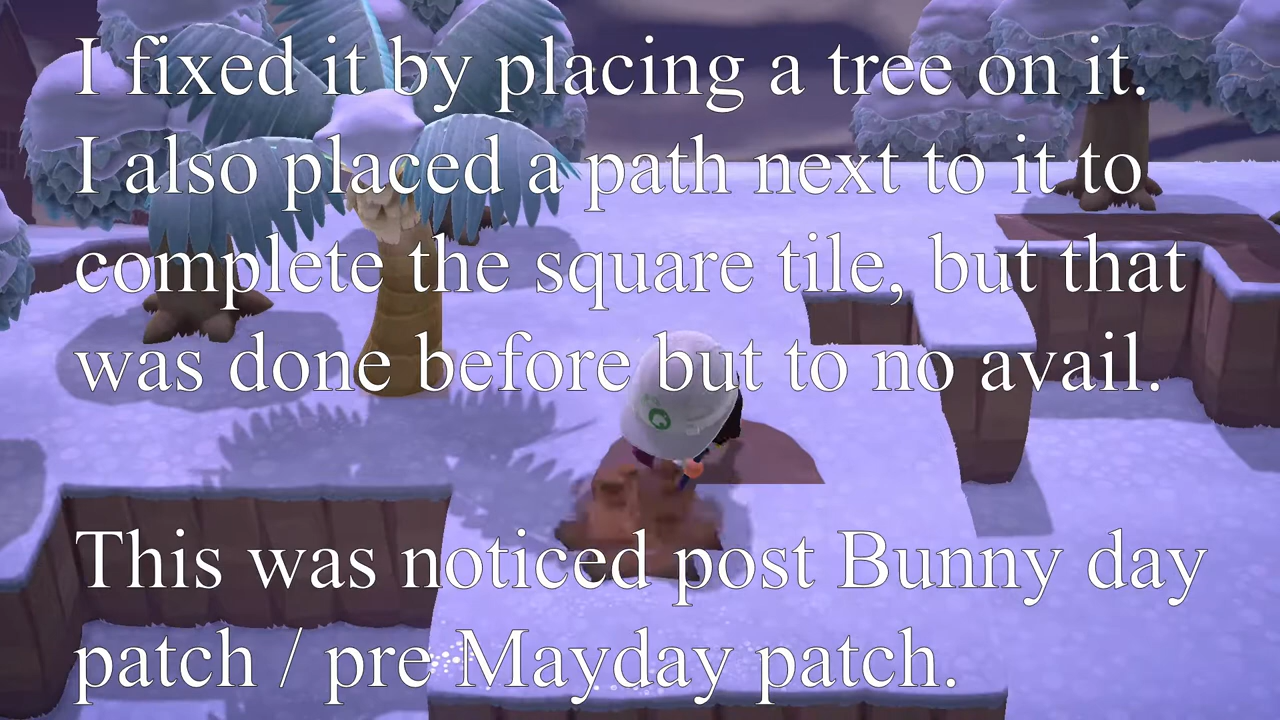 I fixed it by placing a tree on it.
I also placed a path next to it to
complete the square tile, but that
was done before but to no avail.
This was noticed post Bunny day
patch / pre Mayday patch.